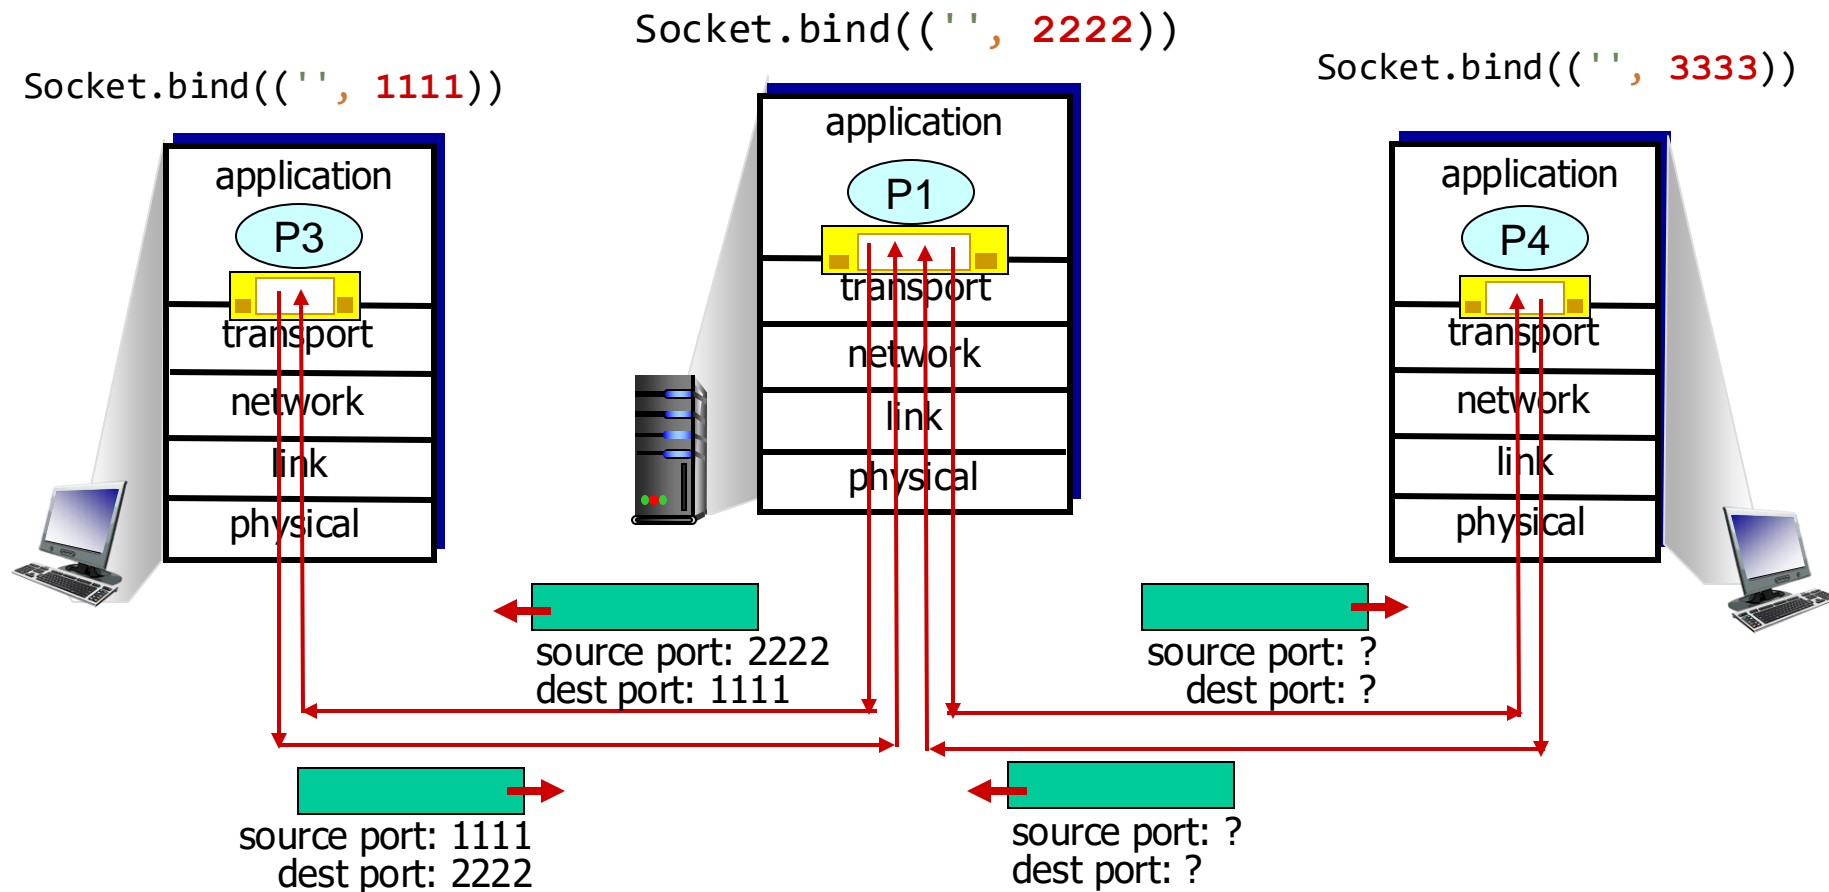 Socket.bind(('', 2222))
Socket.bind(('', 1111))
Socket.bind(('', 3333))
application
P3
transport
network
link
physical
application
P1
transport
network
link
physical
application
P4
transport
network
link
physical
source port: 2222
dest port: 1111
source port: ?
dest port: ?
source port: 1111
dest port: 2222
source port: ?
dest port: ?